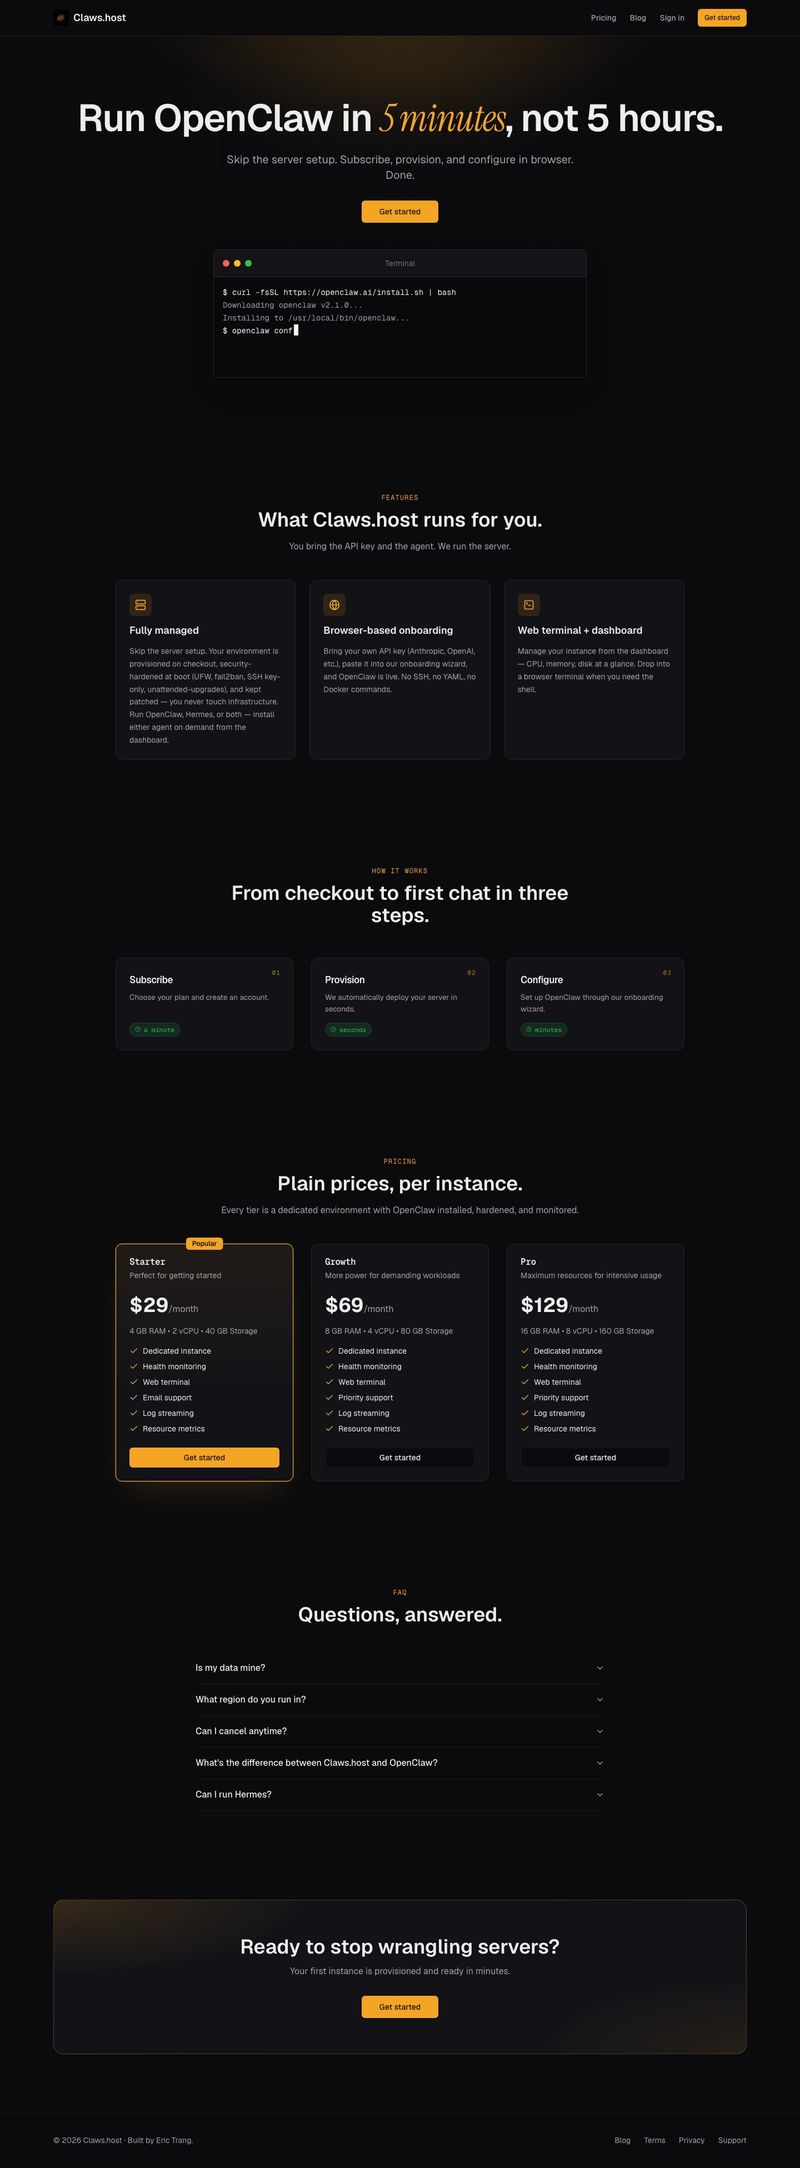 Claws.host
Pricing
Blog
Sign in
Get started
Run OpenClaw in 5 minutes, not 5 hours.
Skip the server setup. Subscribe, provision, and configure in browser.
Done.
Get started
Terminal
$ curl -fsSL https://openclaw.ai/install.sh | bash
Downloading openclaw v2.1.0...
Installing to /usr/local/bin/openclaw...
$ openclaw conf
FEATURES
What Claws.host runs for you.
You bring the API key and the agent. We run the server.
Fully managed
Skip the server setup. Your environment is
provisioned on checkout, security-
hardened at boot (UFW, fail2ban, SSH key-
only, unattended-upgrades), and kept
patched — you never touch infrastructure.
Run OpenClaw, Hermes, or both — install
either agent on demand from the
dashboard.
Browser-based onboarding
Bring your own API key (Anthropic, OpenAI,
etc.), paste it into our onboarding wizard,
and OpenClaw is live. No SSH, no YAML, no
Docker commands.
Web terminal + dashboard
Manage your instance from the dashboard
— CPU, memory, disk at a glance. Drop into
a browser terminal when you need the
shell.
HOW IT WORKS
From checkout to first chat in three
steps.
01
Subscribe
Choose your plan and create an account.
a minute
02
Provision
We automatically deploy your server in
seconds.
seconds
03
Configure
Set up OpenClaw through our onboarding
wizard.
minutes
PRICING
Plain prices, per instance.
Every tier is a dedicated environment with OpenClaw installed, hardened, and monitored.
Popular
Starter
Perfect for getting started
$29/month
4 GB RAM • 2 vCPU • 40 GB Storage
Dedicated instance
Health monitoring
Web terminal
Email support
Log streaming
Resource metrics
Get started
Growth
More power for demanding workloads
$69/month
8 GB RAM • 4 vCPU • 80 GB Storage
Dedicated instance
Health monitoring
Web terminal
Priority support
Log streaming
Resource metrics
Get started
Pro
Maximum resources for intensive usage
$129/month
16 GB RAM • 8 vCPU • 160 GB Storage
Dedicated instance
Health monitoring
Web terminal
Priority support
Log streaming
Resource metrics
Get started
FAQ
Questions, answered.
Is my data mine?
What region do you run in?
Can I cancel anytime?
What's the difference between Claws.host and OpenClaw?
Can I run Hermes?
Ready to stop wrangling servers?
Your first instance is provisioned and ready in minutes.
Get started
© 2026 Claws.host · Built by Eric Trang.
Blog
Terms
Privacy
Support